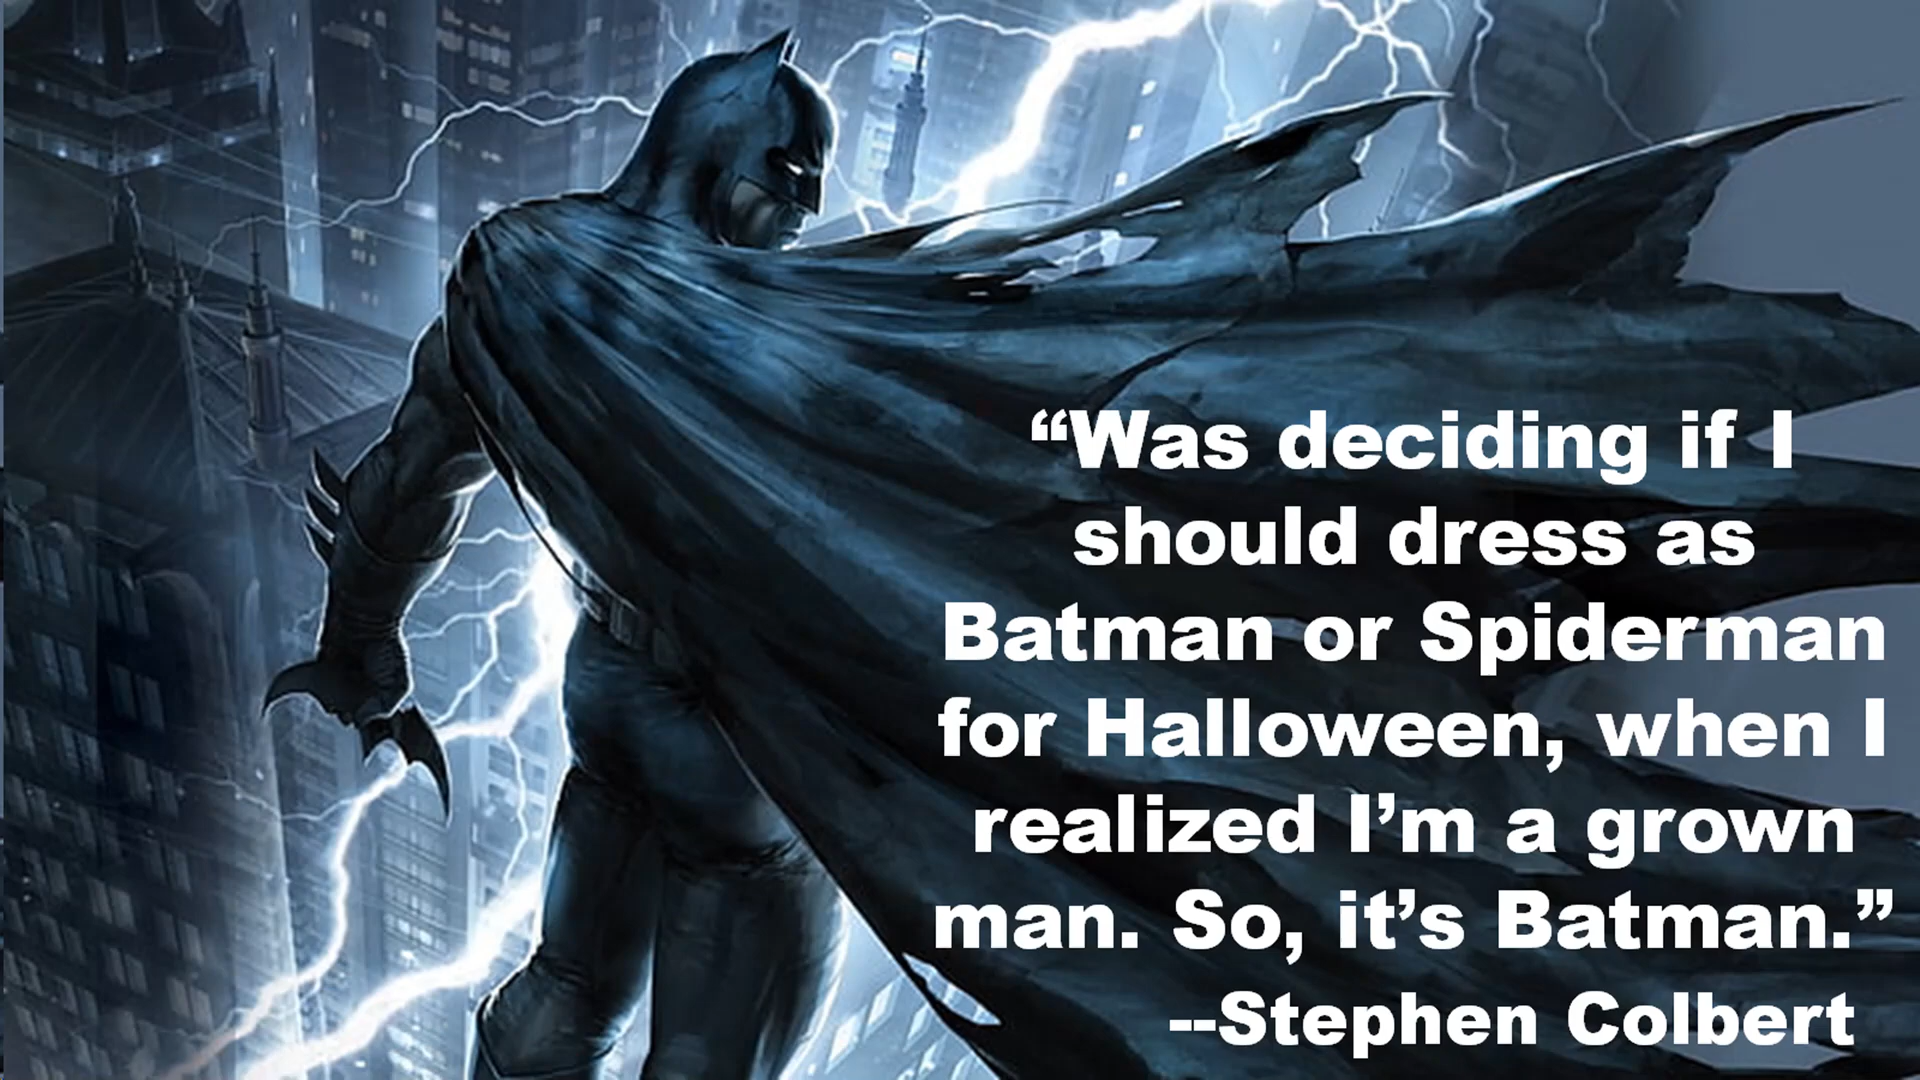 “Was deciding if I
should dress as
Batman or Spiderman
for Halloween, when I
realized I’m a grown
man. So, it’s Batman.”
--Stephen Colbert